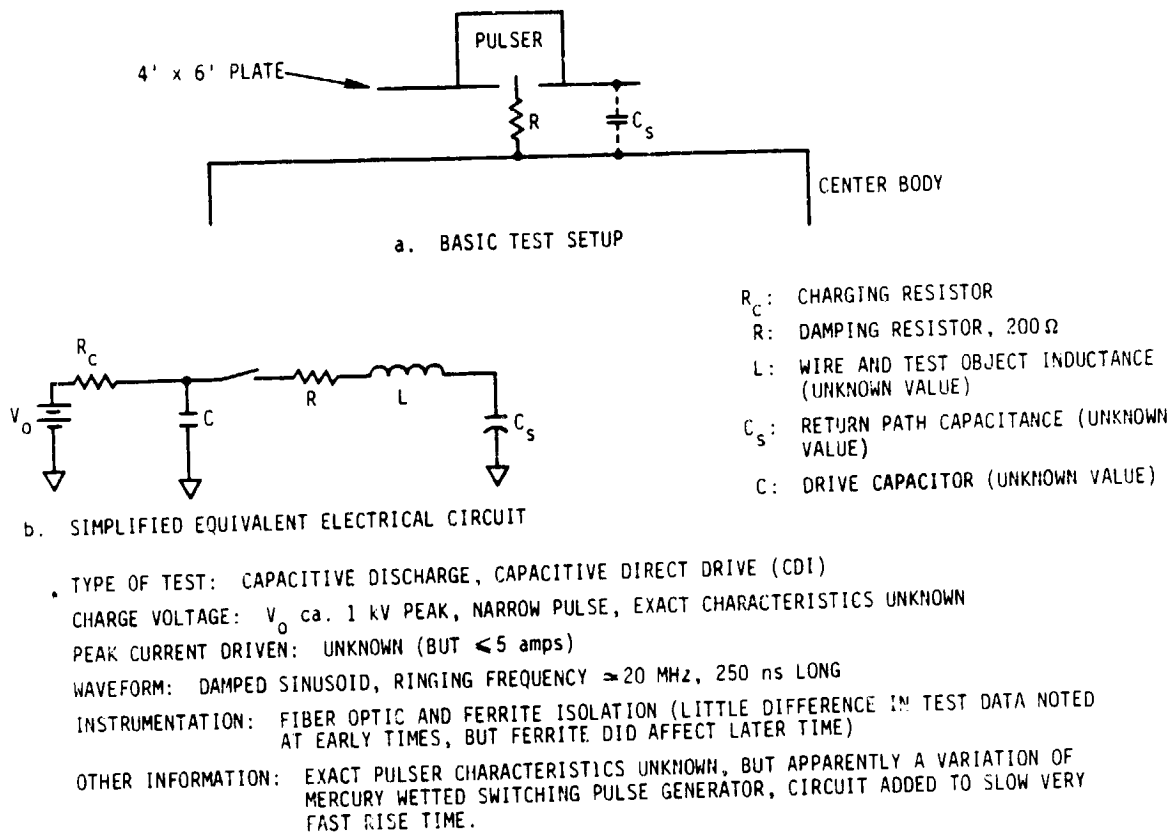 PULSER
4' x 6' PLATE
R
C_s
CENTER BODY
a. BASIC TEST SETUP
R_C: CHARGING RESISTOR
R: DAMPING RESISTOR, 200Ω
L: WIRE AND TEST OBJECT INDUCTANCE
(UNKNOWN VALUE)
C_s: RETURN PATH CAPACITANCE (UNKNOWN
VALUE)
C: DRIVE CAPACITOR (UNKNOWN VALUE)
R_C
V_o
C
R
L
C_s
b. SIMPLIFIED EQUIVALENT ELECTRICAL CIRCUIT
TYPE OF TEST: CAPACITIVE DISCHARGE, CAPACITIVE DIRECT DRIVE (CDI)
CHARGE VOLTAGE: V_o ca. 1 kV PEAK, NARROW PULSE, EXACT CHARACTERISTICS UNKNOWN
PEAK CURRENT DRIVEN: UNKNOWN (BUT ⩽5 amps)
WAVEFORM: DAMPED SINUSOID, RINGING FREQUENCY ≃20 MHz, 250 ns LONG
INSTRUMENTATION: FIBER OPTIC AND FERRITE ISOLATION (LITTLE DIFFERENCE IN TEST DATA NOTED
AT EARLY TIMES, BUT FERRITE DID AFFECT LATER TIME)
OTHER INFORMATION: EXACT PULSER CHARACTERISTICS UNKNOWN, BUT APPARENTLY A VARIATION OF
MERCURY WETTED SWITCHING PULSE GENERATOR, CIRCUIT ADDED TO SLOW VERY
FAST RISE TIME.